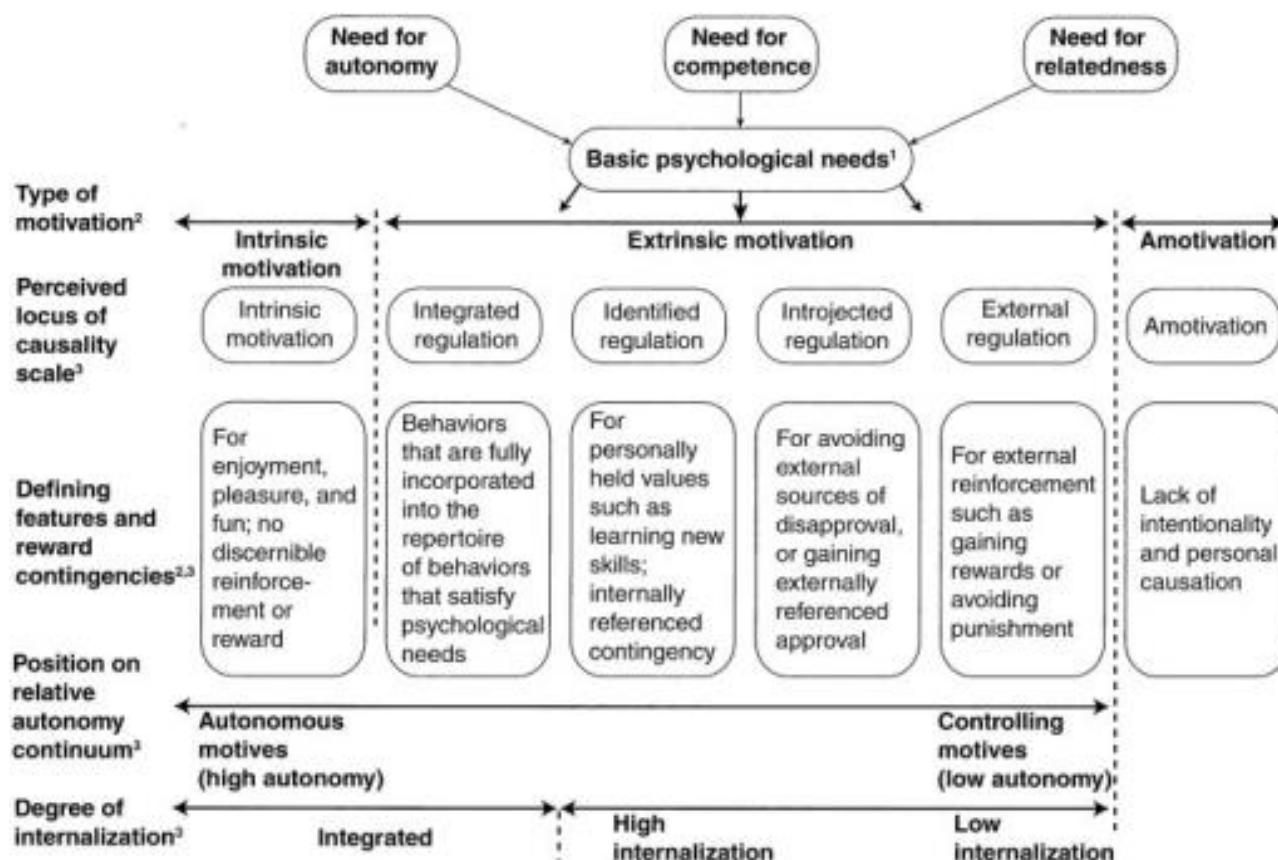 Need for
autonomy
Need for
competence
Need for
relatedness
Basic psychological needs¹
Type of
motivation²
Intrinsic
motivation
Extrinsic motivation
Amotivation
Perceived
locus of
causality
scale³
Intrinsic
motivation
Integrated
regulation
Identified
regulation
Introjected
regulation
External
regulation
Amotivation
Defining
features and
reward
contingencies²,³
For
enjoyment,
pleasure, and
fun; no
discernible
reinforce-
ment or
reward
Behaviors
that are fully
incorporated
into the
repertoire
of behaviors
that satisfy
psychological
needs
For
personally
held values
such as
learning new
skills;
internally
referenced
contingency
For avoiding
external
sources of
disapproval,
or gaining
externally
referenced
approval
For external
reinforcement
such as
gaining
rewards or
avoiding
punishment
Lack of
intentionality
and personal
causation
Position on
relative
autonomy
continuum³
Autonomous
motives
(high autonomy)
Controlling
motives
(low autonomy)
Degree of
internalization³
Integrated
High
internalization
Low
internalization